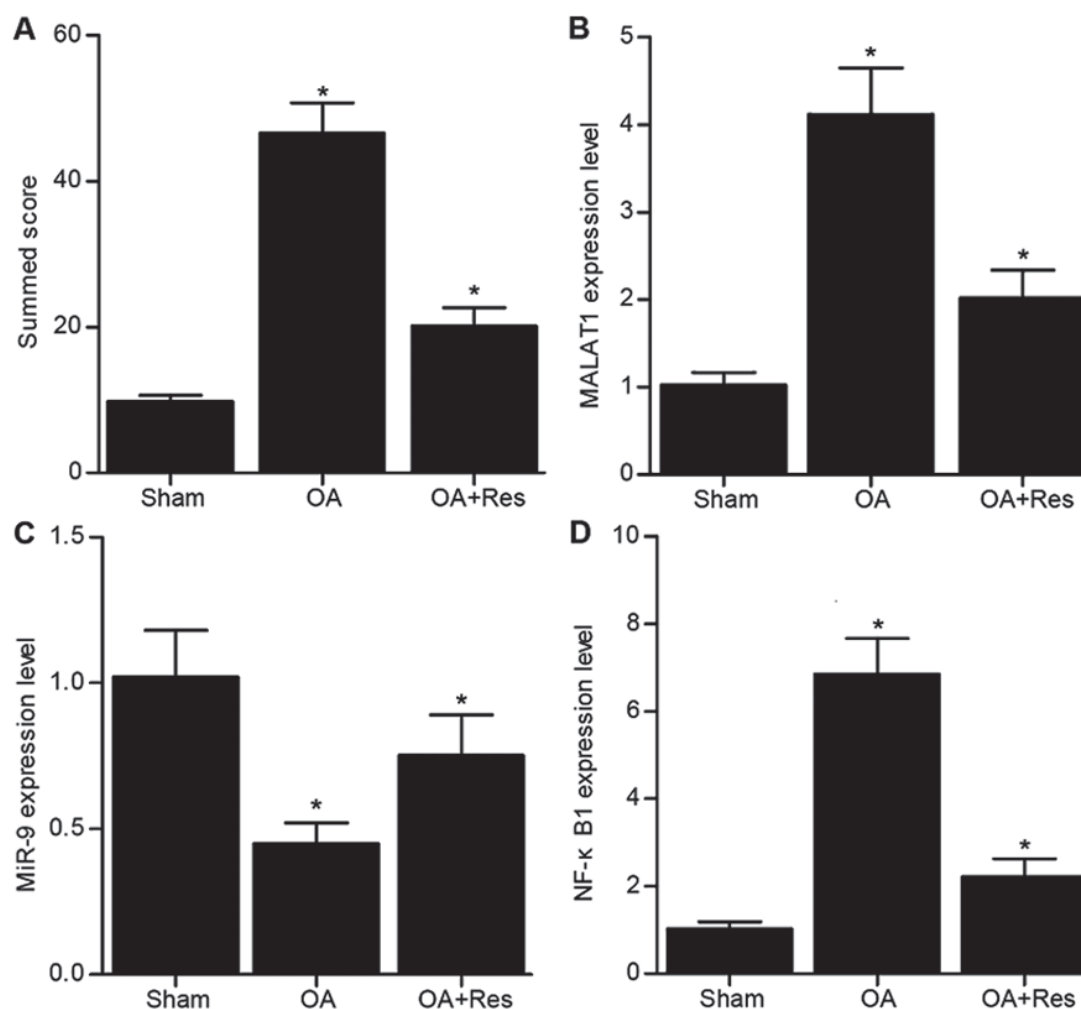 A
Summed score
60
40
20
0
*
*
Sham OA OA+Res
B
MALAT1 expression level
5
4
3
2
1
0
*
*
Sham OA OA+Res
C
MiR-9 expression level
1.5
1.0
0.5
0.0
*
*
Sham OA OA+Res
D
NF-κ B1 expression level
10
8
6
4
2
0
*
*
Sham OA OA+Res